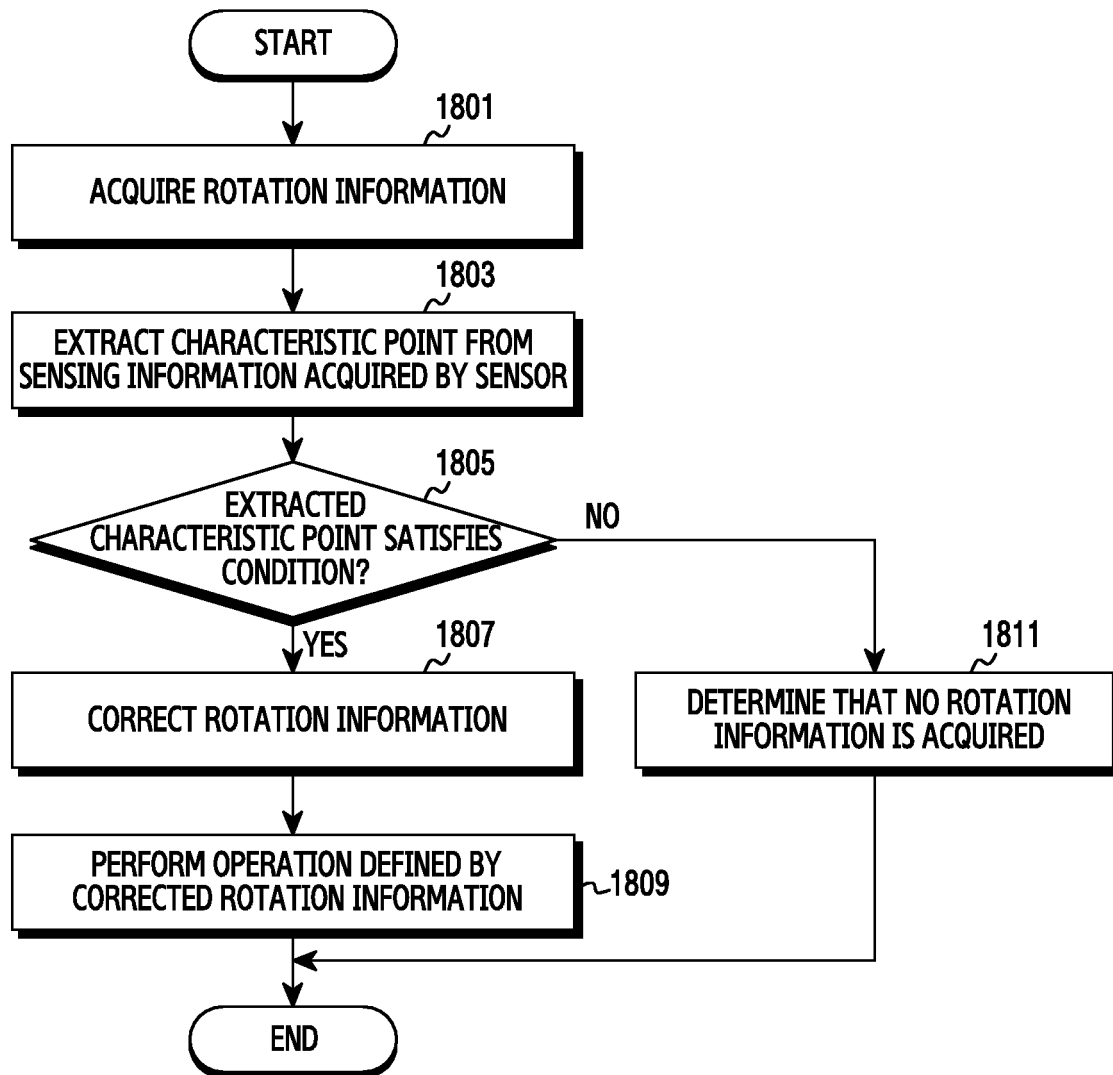 START
1801
ACQUIRE ROTATION INFORMATION
1803
EXTRACT CHARACTERISTIC POINT FROM
SENSING INFORMATION ACQUIRED BY SENSOR
1805
EXTRACTED
CHARACTERISTIC POINT SATISFIES
CONDITION?
NO
YES
1807
CORRECT ROTATION INFORMATION
1811
DETERMINE THAT NO ROTATION
INFORMATION IS ACQUIRED
PERFORM OPERATION DEFINED BY
CORRECTED ROTATION INFORMATION
1809
END